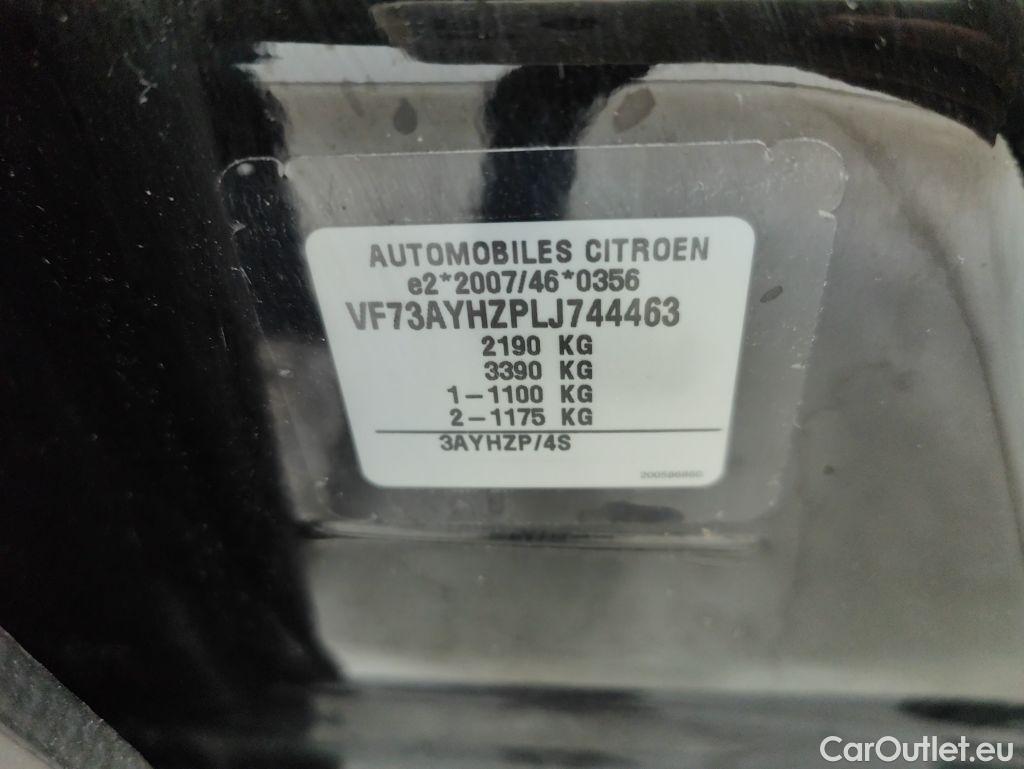 AUTOMOBILES CITROEN
e2*2007/46*0356
VF73AYHZPLJ744463
2190 KG
3390 KG
1-1100 KG
2-1175 KG
3AYHZP/4S
CarOutlet.eu